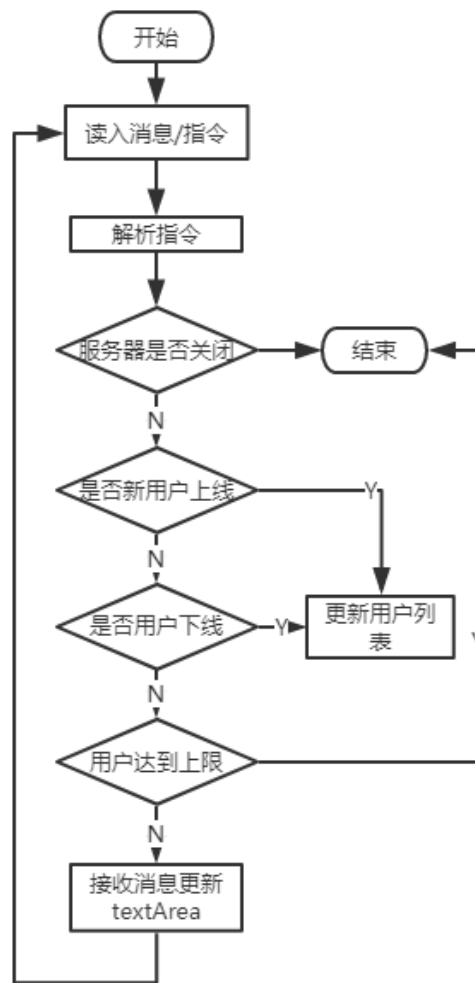 开始
读入消息/指令
解析指令
服务器是否关闭
结束
N
是否新用户上线
Y
N
是否用户下线
Y
更新用户列
表
Y
N
用户达到上限
N
接收消息更新
textArea